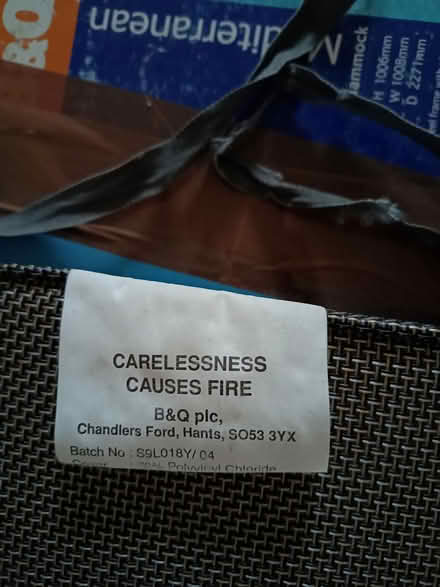 &Q
Mediterranean
Hammock
H 1006mm
W 1008mm
D 2271mm
CARELESSNESS
CAUSES FIRE
B&Q plc,
Chandlers Ford, Hants, SO53 3YX
Batch No : S9L018Y/ 04
Polyvinyl Chloride